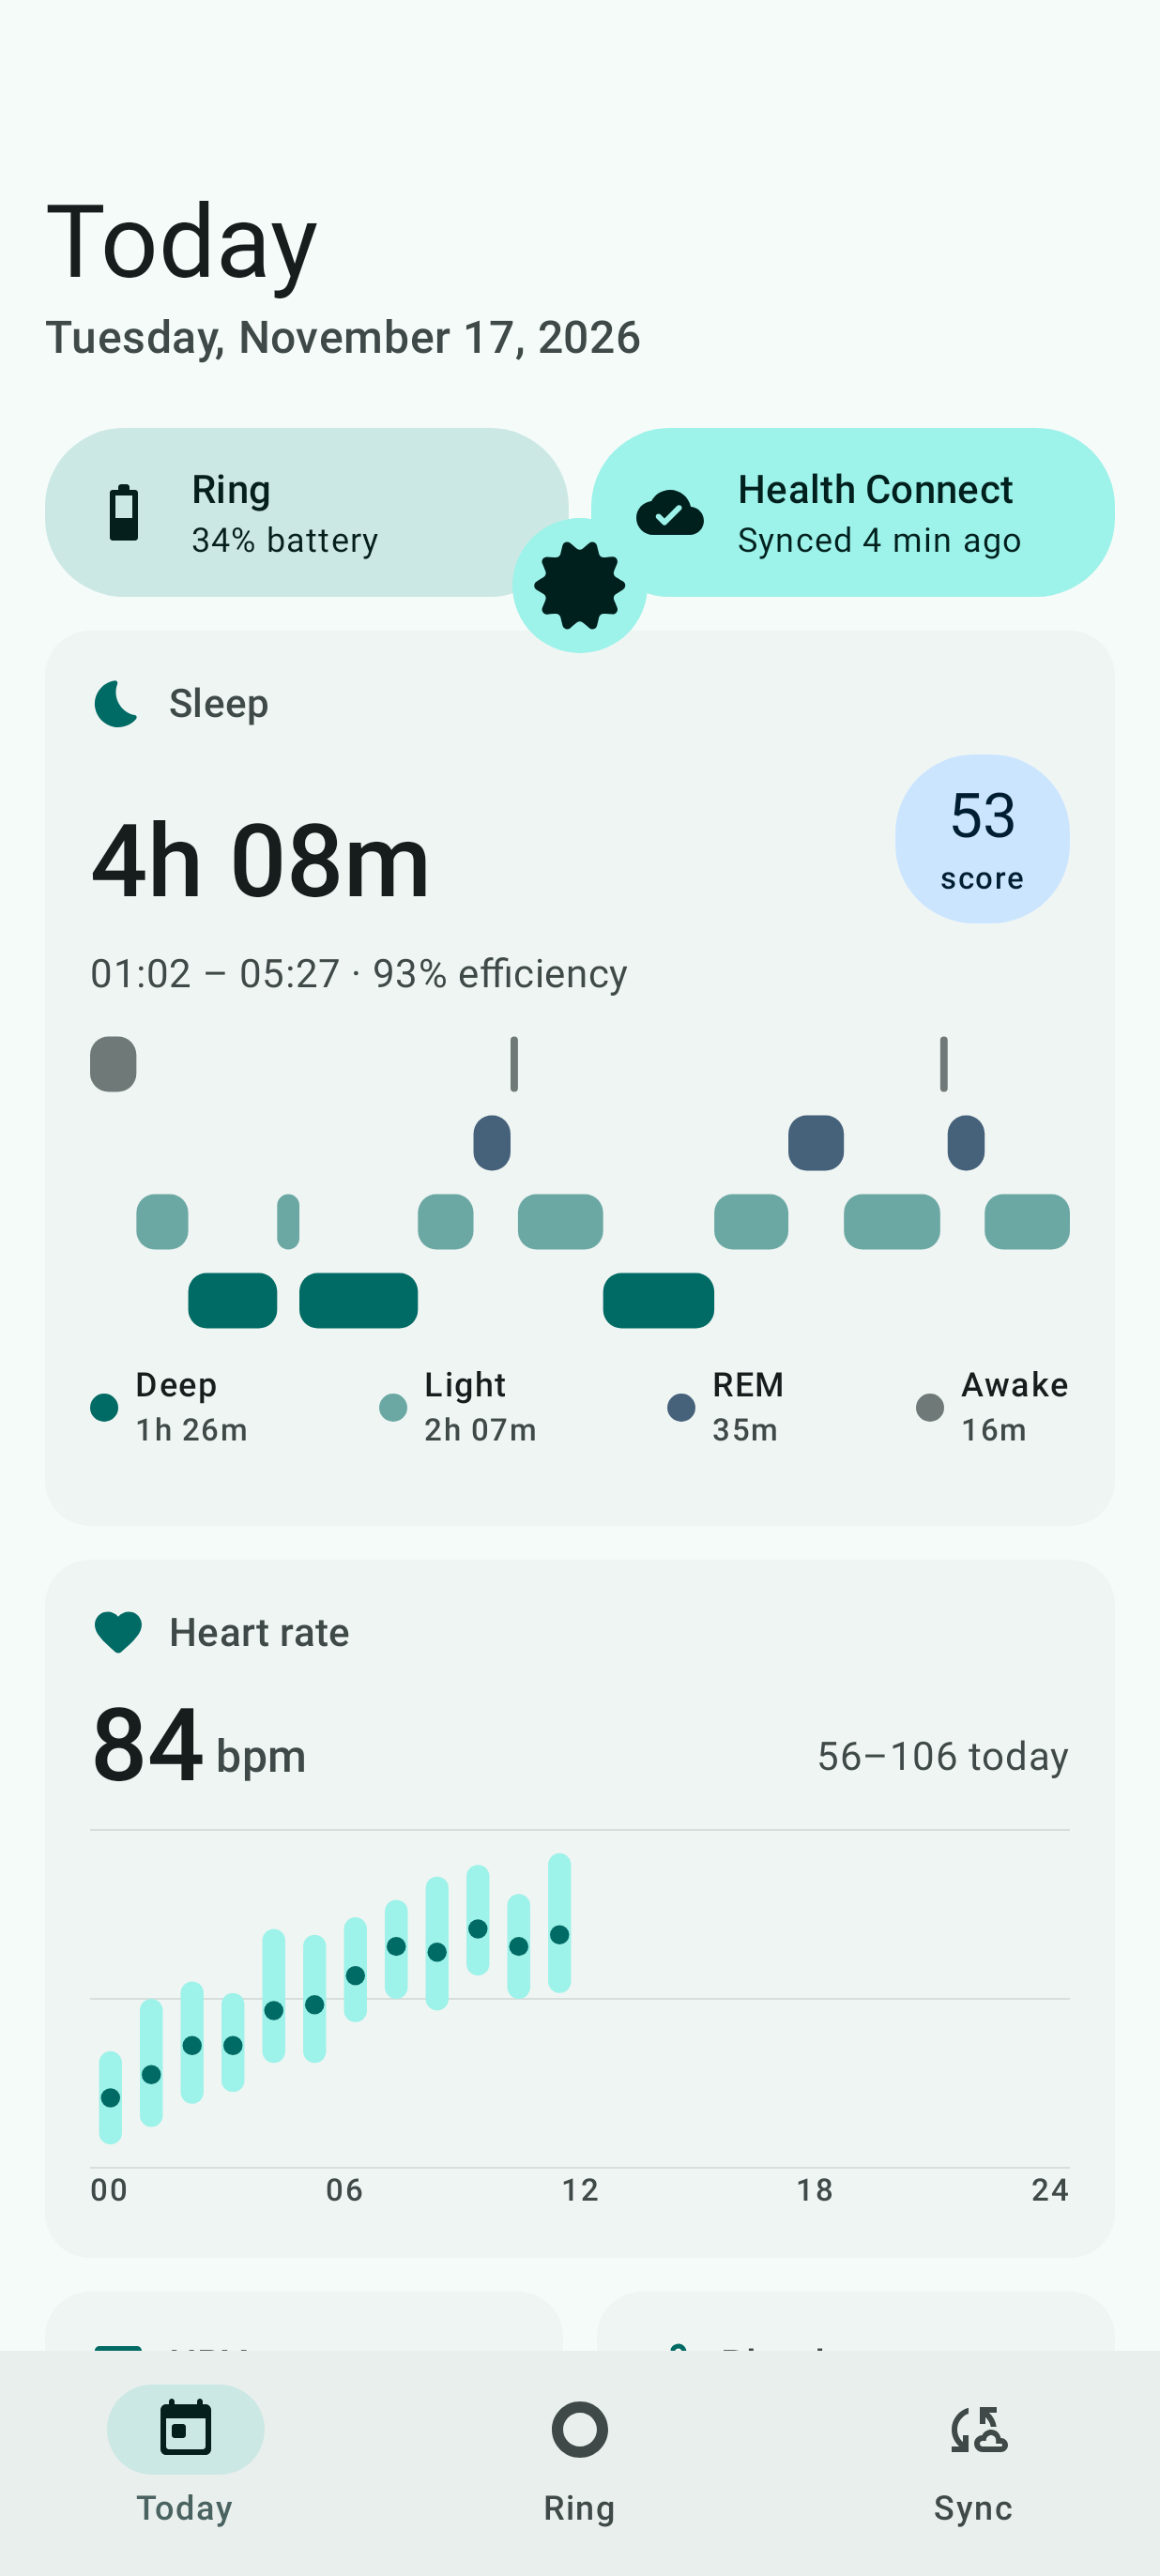 Today
Tuesday, November 17, 2026
Ring
34% battery
Health Connect
Synced 4 min ago
Sleep
4h 08m
53
score
01:02 – 05:27 · 93% efficiency
Deep
1h 26m
Light
2h 07m
REM
35m
Awake
16m
Heart rate
84 bpm
56–106 today
00 06 12 18 24
Today
Ring
Sync